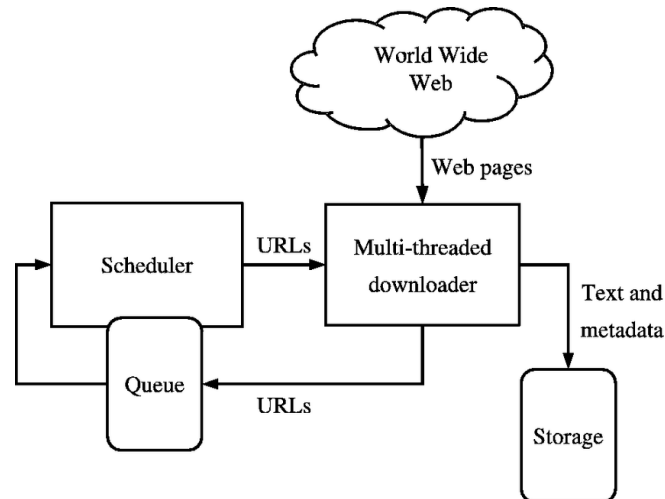 World Wide
Web
Web pages
URLs
Scheduler
Multi-threaded
downloader
Text and
metadata
Queue
URLs
Storage